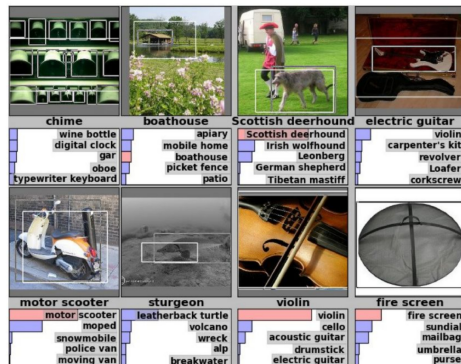 chime
wine bottle
digital clock
gar
oboe
typewriter keyboard
boathouse
apiary
mobile home
boathouse
picket fence
patio
Scottish deerhound
Scottish deerhound
Irish wolfhound
Leonberg
German shepherd
Tibetan mastiff
electric guitar
violin
carpenter's kit
revolver
Loafer
corkscrew
motor scooter
motor scooter
moped
snowmobile
police van
moving van
sturgeon
leatherback turtle
volcano
wreck
alp
breakwater
violin
violin
cello
acoustic guitar
drumstick
electric guitar
fire screen
fire screen
sundial
mailbag
umbrella
purse